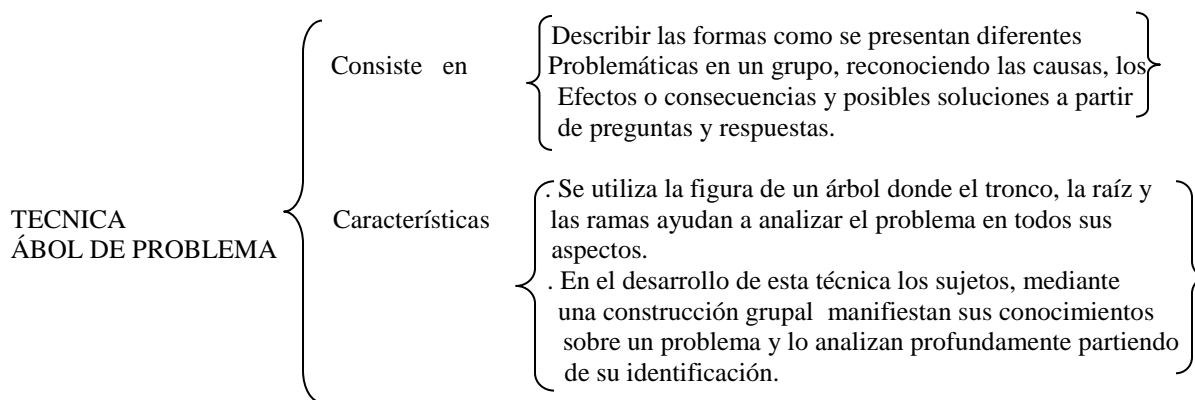 Describir las formas como se presentan diferentes
Consiste en
Problemáticas en un grupo, reconociendo las causas, los
Efectos o consecuencias y posibles soluciones a partir
de preguntas y respuestas.
. Se utiliza la figura de un árbol donde el tronco, la raíz y
TECNICA
Características
las ramas ayudan a analizar el problema en todos sus
ÁBOL DE PROBLEMA
aspectos.
. En el desarrollo de esta técnica los sujetos, mediante
una construcción grupal manifiestan sus conocimientos
sobre un problema y lo analizan profundamente partiendo
de su identificación.